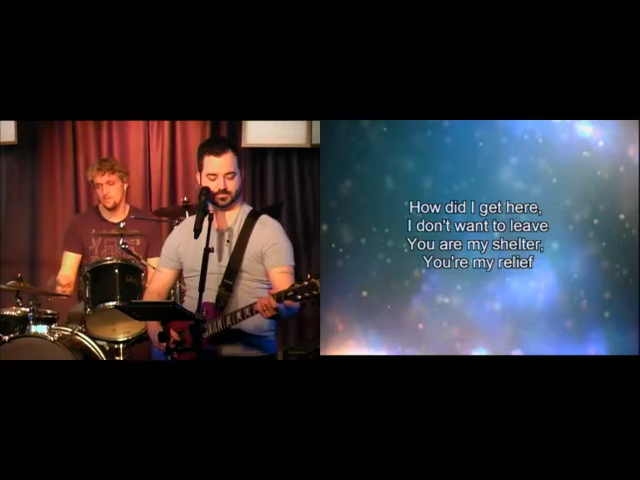 How did I get here,
I don't want to leave
You are my shelter,
You're my relief